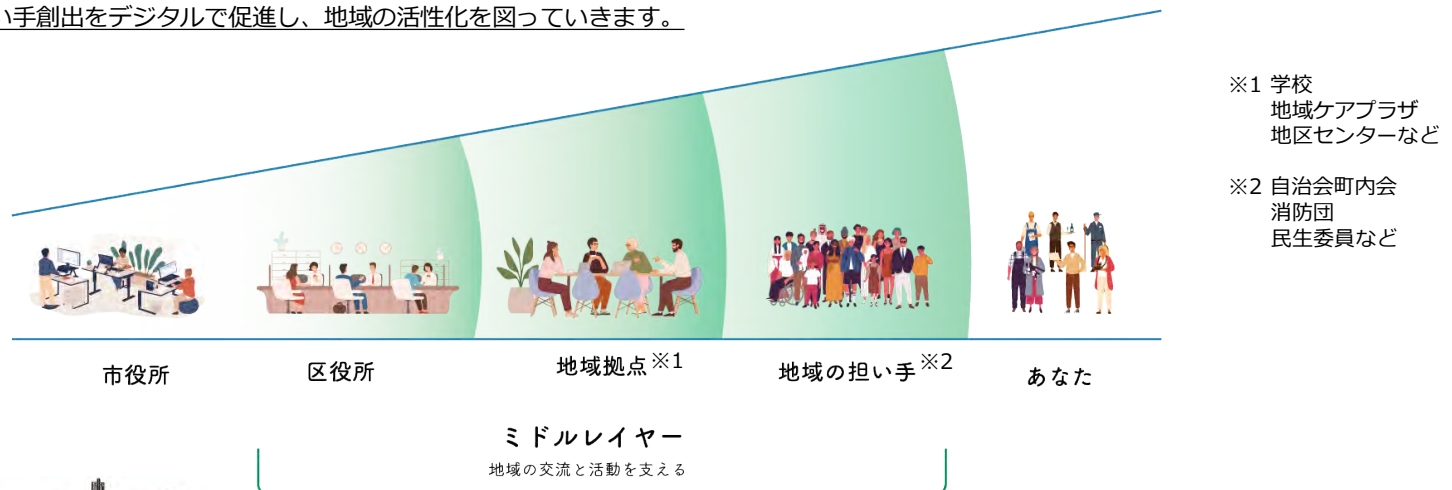 い手創出をデジタルで促進し、地域の活性化を図っていきます。
※1 学校
地域ケアプラザ
地区センターなど
※2 自治会町内会
消防団
民生委員など
市役所
区役所
地域拠点※1
地域の担い手※2
あなた
ミドルレイヤー
地域の交流と活動を支える